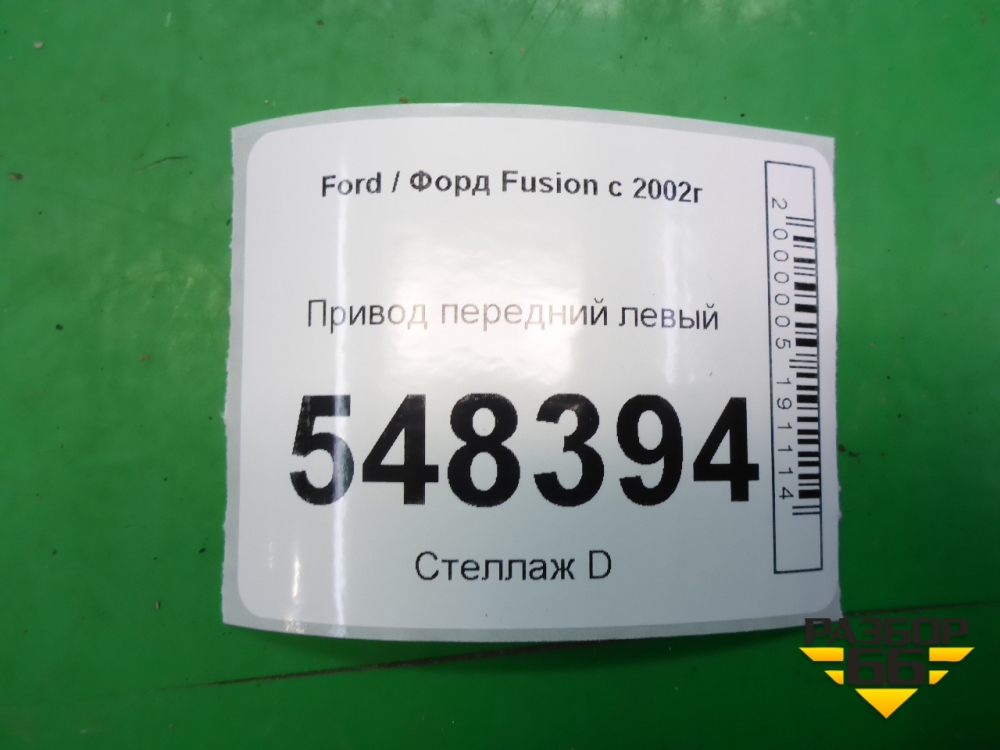 Ford / Форд Fusion с 2002г
Привод передний левый
548394
Стеллаж D
2000005191114
РАЗБОР
66